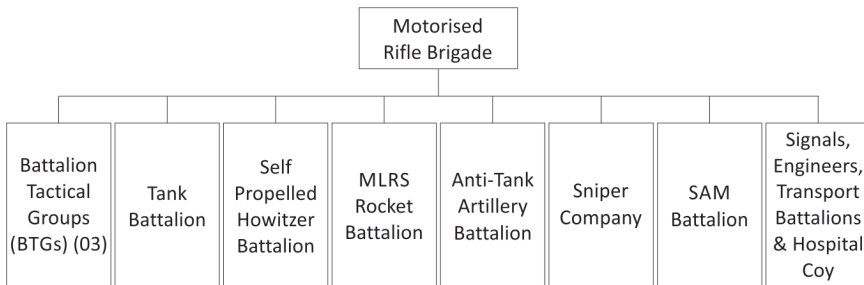 Motorised
Rifle Brigade
Battalion
Tactical
Groups
(BTGs) (03)
Tank
Battalion
Self
Propelled
Howitzer
Battalion
MLRS
Rocket
Battalion
Anti-Tank
Artillery
Battalion
Sniper
Company
SAM
Battalion
Signals,
Engineers,
Transport
Battalions
& Hospital
Coy